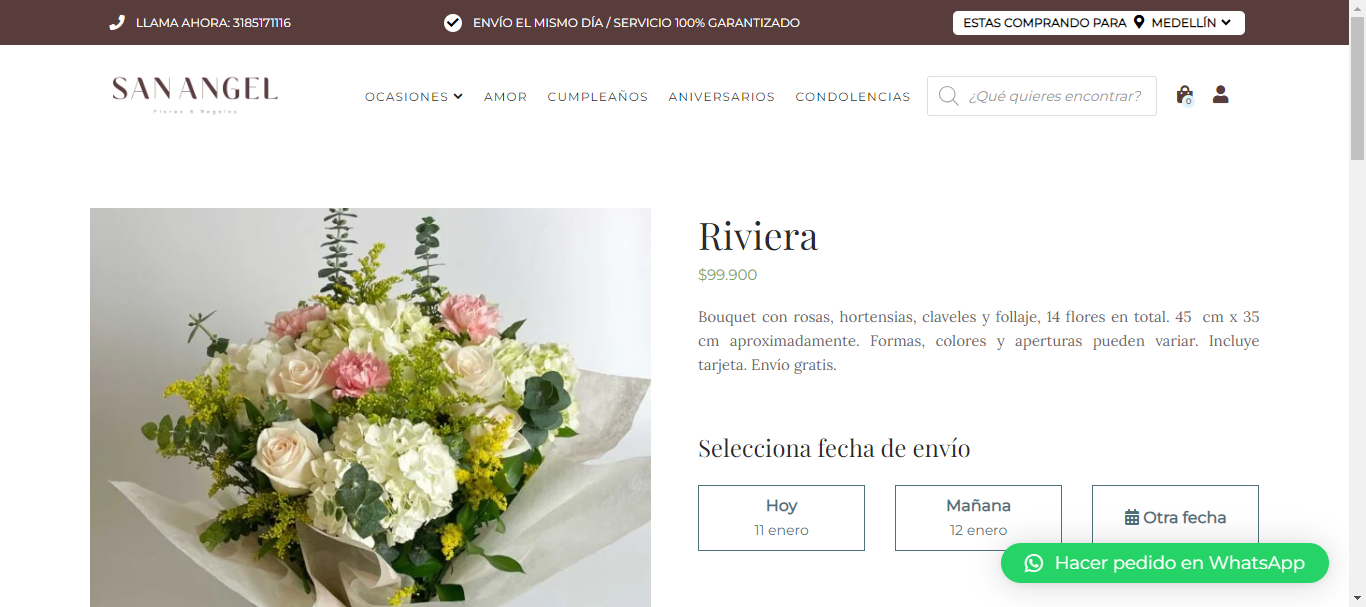 LLAMA AHORA: 3185171116
ENVÍO EL MISMO DÍA / SERVICIO 100% GARANTIZADO
ESTAS COMPRANDO PARA MEDELLÍN
SAN ANGEL
Flores & Regalos
OCASIONES
AMOR
CUMPLEAÑOS
ANIVERSARIOS
CONDOLENCIAS
¿Qué quieres encontrar?
0
Riviera
$99.900
Bouquet con rosas, hortensias, claveles y follaje, 14 flores en total. 45 cm x 35
cm aproximadamente. Formas, colores y aperturas pueden variar. Incluye
tarjeta. Envío gratis.
Selecciona fecha de envío
Hoy
11 enero
Mañana
12 enero
Otra fecha
Hacer pedido en WhatsApp